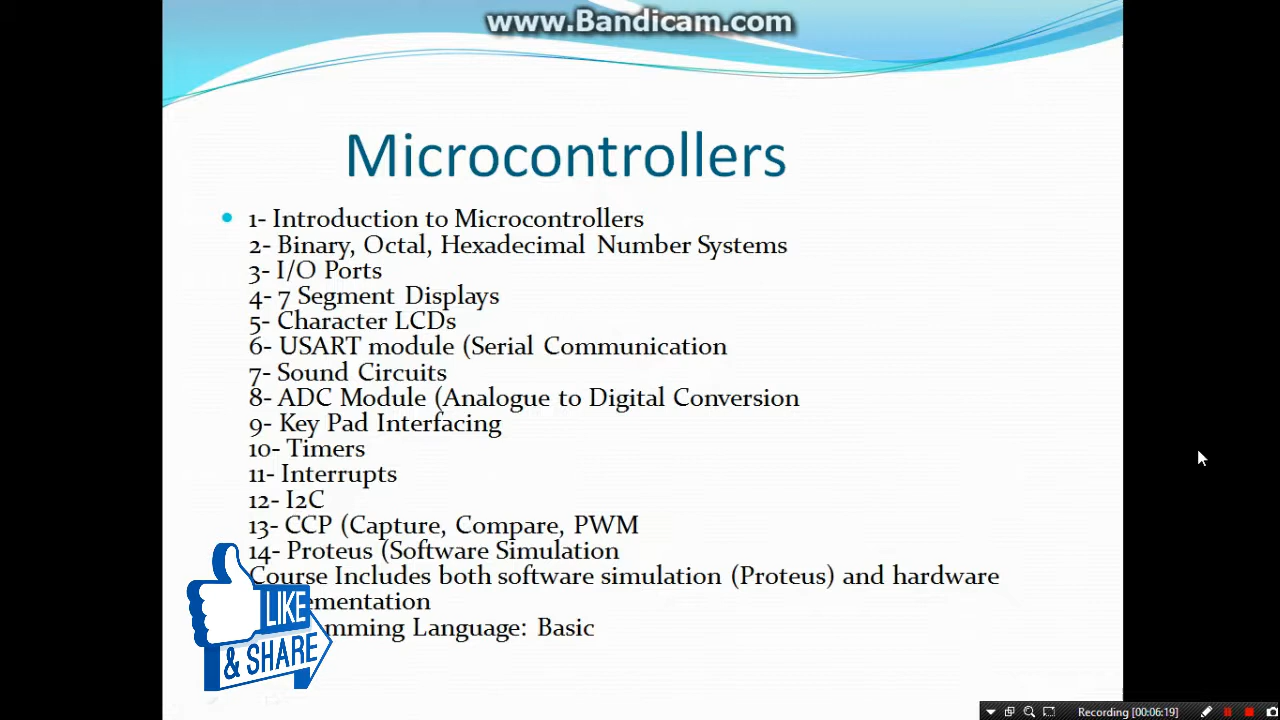 www.Bandicam.com
Microcontrollers
• 1- Introduction to Microcontrollers
2- Binary, Octal, Hexadecimal Number Systems
3- I/O Ports
4- 7 Segment Displays
5- Character LCDs
6- USART module (Serial Communication
7- Sound Circuits
8- ADC Module (Analogue to Digital Conversion
9- Key Pad Interfacing
10- Timers
11- Interrupts
12- I2C
13- CCP (Capture, Compare, PWM
14- Proteus (Software Simulation
Course Includes both software simulation (Proteus) and hardware
ementation
mming Language: Basic
LIKE
& SHARE
Recording [00:06:19]